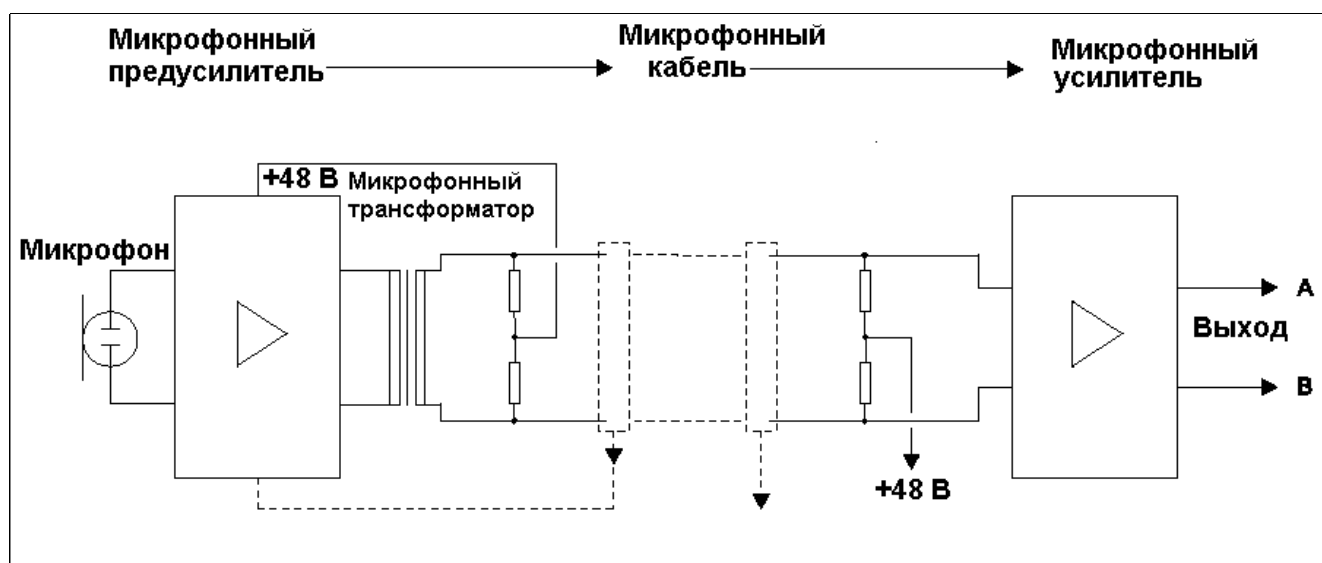 Микрофонный
предусилитель
Микрофонный
кабель
Микрофонный
усилитель
+48 В
Микрофонный
трансформатор
Микрофон
A
Выход
B
+48 В